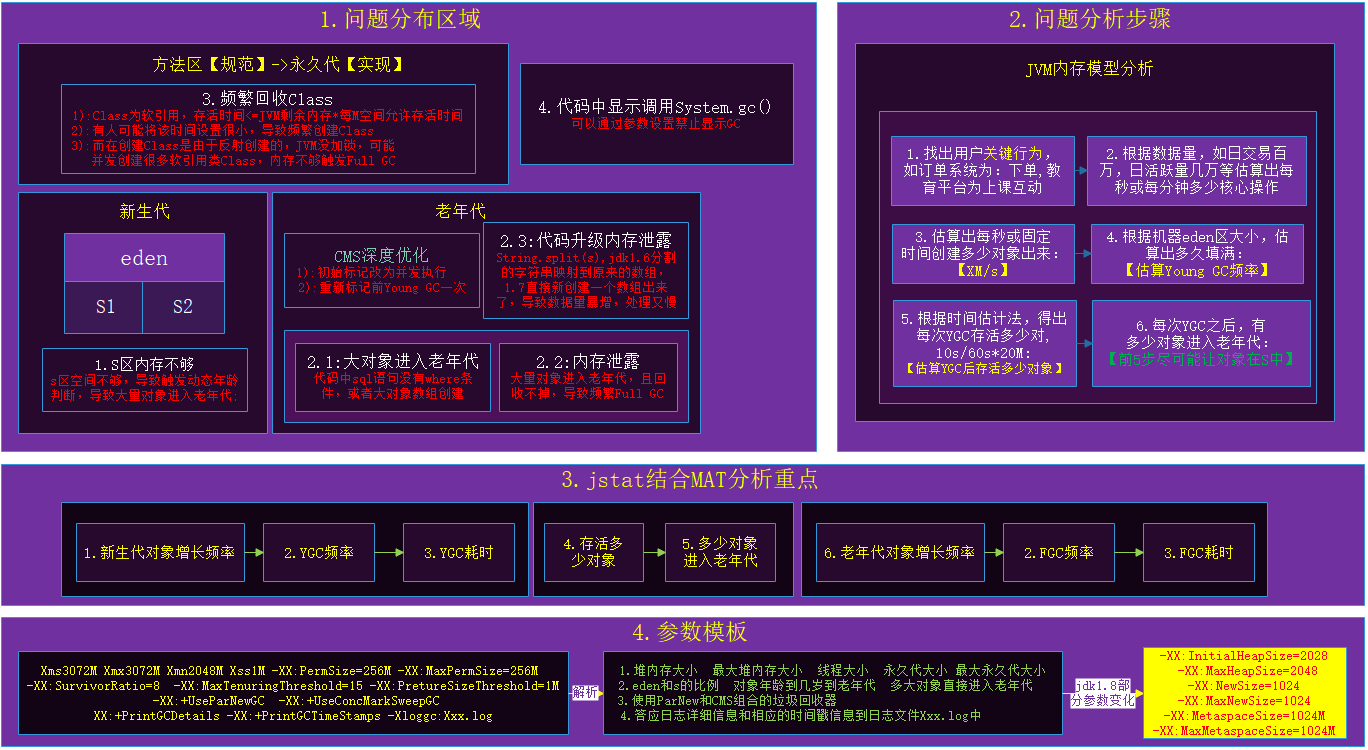 1.问题分布区域
方法区【规范】->永久代【实现】
3.频繁回收Class
1):Class为软引用，存活时间<=JVM剩余内存*每M空间允许存活时间
2):有人可能将该时间设置很小，导致频繁创建Class
3):而在创建Class是由于反射创建的，JVM没加锁，可能
并发创建很多软引用类Class，内存不够触发Full GC
4.代码中显示调用System.gc()
可以通过参数设置禁止显示GC
新生代
eden
S1
S2
1.S区内存不够
s区空间不够，导致触发动态年龄
判断，导致大量对象进入老年代;
老年代
CMS深度优化
1):初始标记改为并发执行
2):重新标记前Young GC一次
2.3:代码升级内存泄露
String.split(s),jdk1.6分割
的字符串映射到原来的数组，
1.7直接新创建一个数组出来
了，导致数据量暴增，处理又慢
2.1:大对象进入老年代
代码中sql语句没有where条
件，或者大对象数组创建
2.2:内存泄露
大量对象进入老年代，且回
收不掉，导致频繁Full GC
2.问题分析步骤
JVM内存模型分析
1.找出用户关键行为，
如订单系统为：下单,教
育平台为上课互动
2.根据数据量，如日交易百
万，日活跃量几万等估算出每
秒或每分钟多少核心操作
3.估算出每秒或固定
时间创建多少对象出来：
【XM/s】
4.根据机器eden区大小，估
算出多久填满：
【估算Young GC频率】
5.根据时间估计法，得出
每次YGC存活多少对,
10s/60s*20M:
【估算YGC后存活多少对象】
6.每次YGC之后，有
多少对象进入老年代：
【前5步尽可能让对象在S中】
3.jstat结合MAT分析重点
1.新生代对象增长频率
2.YGC频率
3.YGC耗时
4.存活多
少对象
5.多少对象
进入老年代
6.老年代对象增长频率
2.FGC频率
3.FGC耗时
4.参数模板
Xms3072M Xmx3072M Xmn2048M Xss1M -XX:PermSize=256M -XX:MaxPermSize=256M
-XX:SurvivorRatio=8 -XX:MaxTenuringThreshold=15 -XX:PretureSizeThreshold=1M
-XX:+UseParNewGC -XX:+UseConcMarkSweepGC
XX:+PrintGCDetails -XX:+PrintGCTimeStamps -Xloggc:Xxx.log
解析
1.堆内存大小 最大堆内存大小 线程大小 永久代大小 最大永久代大小
2.eden和s的比例 对象年龄到几岁到老年代 多大对象直接进入老年代
3.使用ParNew和CMS组合的垃圾回收器
4.答应日志详细信息和相应的时间戳信息到日志文件Xxx.log中
jdk1.8部
分参数变化
-XX:InitialHeapSize=2028
-XX:MaxHeapSize=2048
-XX:NewSize=1024
-XX:MaxNewSize=1024
-XX:MetaspaceSize=1024M
-XX:MaxMetaspaceSize=1024M